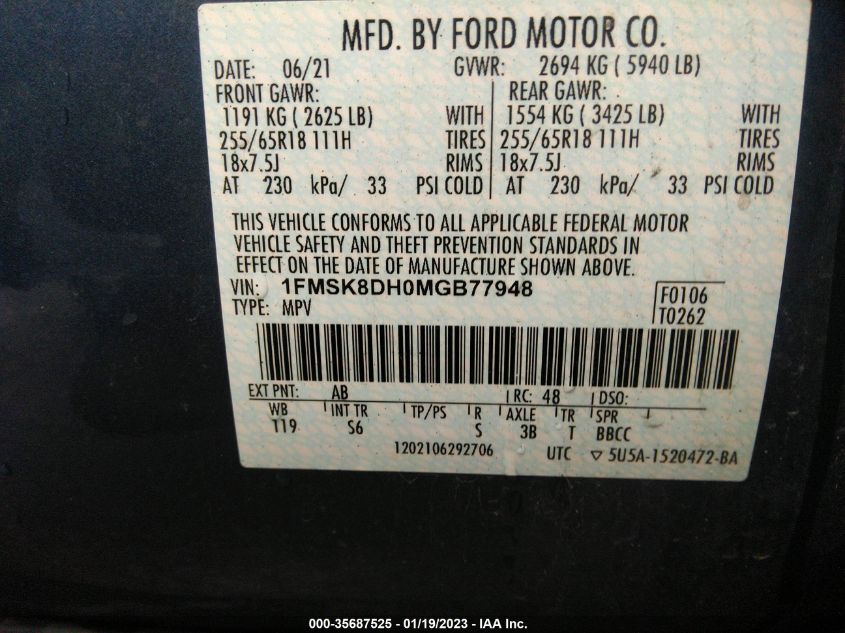 MFD. BY FORD MOTOR CO.
DATE: 06/21 GVWR: 2694 KG ( 5940 LB)
FRONT GAWR: REAR GAWR:
1191 KG ( 2625 LB) WITH 1554 KG ( 3425 LB) WITH
255/65R18 111H TIRES 255/65R18 111H TIRES
18x7.5J RIMS 18x7.5J RIMS
AT 230 kPa/ 33 PSI COLD AT 230 kPa/ 33 PSI COLD
THIS VEHICLE CONFORMS TO ALL APPLICABLE FEDERAL MOTOR
VEHICLE SAFETY AND THEFT PREVENTION STANDARDS IN
EFFECT ON THE DATE OF MANUFACTURE SHOWN ABOVE.
VIN: 1FMSK8DH0MGB77948 F0106
TYPE: MPV T0262
EXT PNT: AB RC: 48 DSO:
WB INT TR TP/PS R AXLE TR SPR
T19 S6 S 3B T BBCC
1202106292706 UTC ▽ 5U5A-1520472-BA
000-35687525 - 01/19/2023 - IAA Inc.